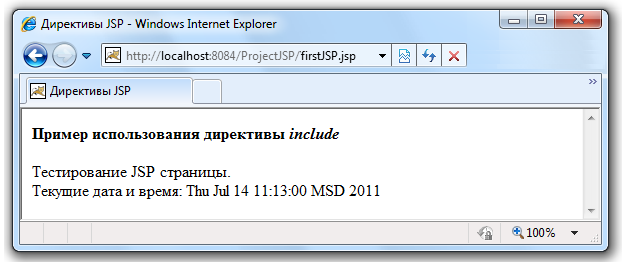 Директивы JSP - Windows Internet Explorer
http://localhost:8084/ProjectJSP/firstJSP.jsp
Директивы JSP
Пример использования директивы include
Тестирование JSP страницы.
Текущие дата и время: Thu Jul 14 11:13:00 MSD 2011
100%